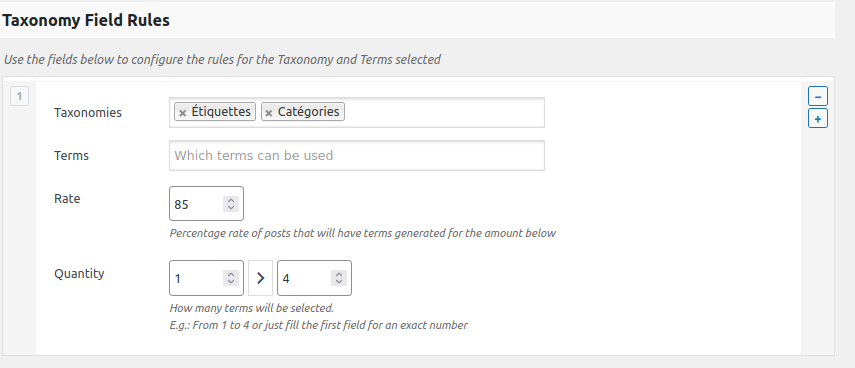 Taxonomy Field Rules
Use the fields below to configure the rules for the Taxonomy and Terms selected
1
Taxonomies
× Étiquettes × Catégories
−
+
Terms
Which terms can be used
Rate
85
Percentage rate of posts that will have terms generated for the amount below
Quantity
1 > 4
How many terms will be selected.
E.g.: From 1 to 4 or just fill the first field for an exact number